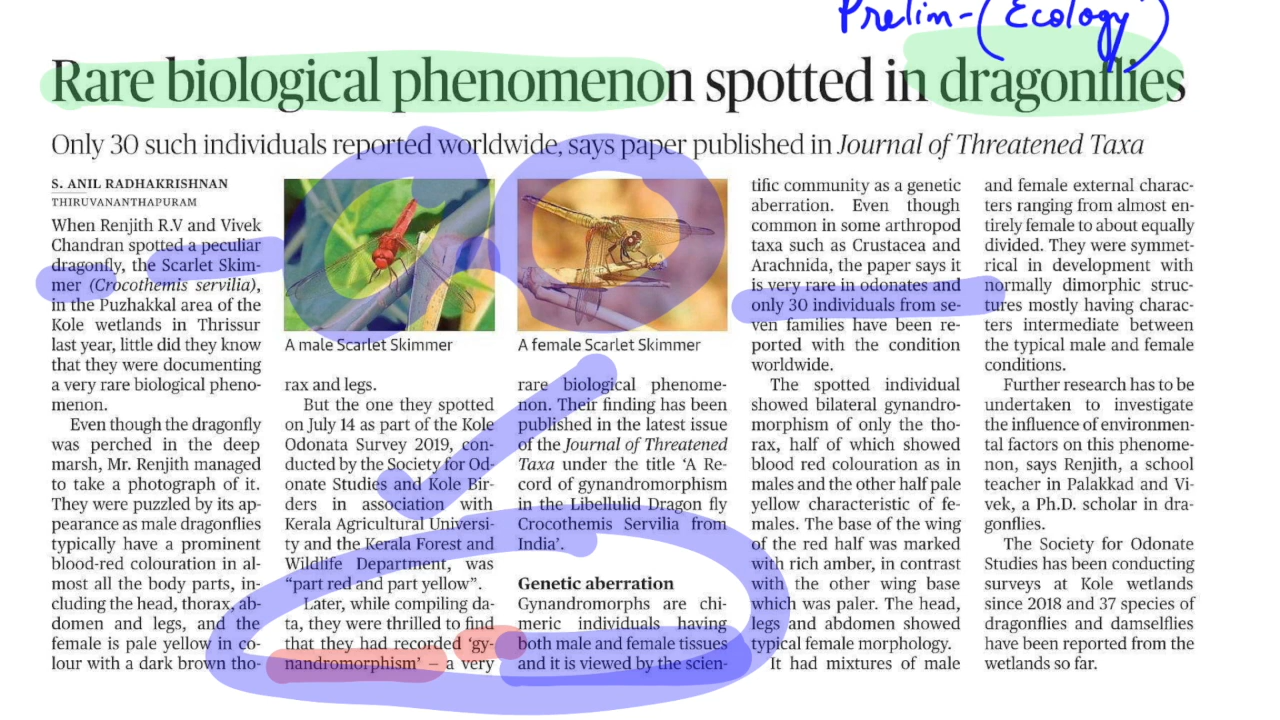 Prelim-(Ecology)
Rare biological phenomenon spotted in dragonflies
Only 30 such individuals reported worldwide, says paper published in Journal of Threatened Taxa
S. ANIL RADHAKRISHNAN
THIRUVANANTHAPURAM
When Renjith R.V and Vivek
Chandran spotted a peculiar
dragonfly, the Scarlet Skim-
mer (Crocothemis servilia),
in the Puzhakkal area of the
Kole wetlands in Thrissur
last year, little did they know
that they were documenting
a very rare biological pheno-
menon.
Even though the dragonfly
was perched in the deep
marsh, Mr. Renjith managed
to take a photograph of it.
They were puzzled by its ap-
pearance as male dragonflies
typically have a prominent
blood-red colouration in al-
most all the body parts, in-
cluding the head, thorax, ab-
domen and legs, and the
female is pale yellow in co-
lour with a dark brown tho-
A male Scarlet Skimmer
rax and legs.
But the one they spotted
on July 14 as part of the Kole
Odonata Survey 2019, con-
ducted by the Society for Od-
onate Studies and Kole Bir-
ders in association with
Kerala Agricultural Universi-
ty and the Kerala Forest and
Wildlife Department, was
“part red and part yellow”.
Later, while compiling da-
ta, they were thrilled to find
that they had recorded ‘gy-
nandromorphism’ – a very
A female Scarlet Skimmer
rare biological phenome-
non. Their finding has been
published in the latest issue
of the Journal of Threatened
Taxa under the title ‘A Re-
cord of gynandromorphism
in the Libellulid Dragon fly
Crocothemis Servilia from
India’.
Genetic aberration
Gynandromorphs are chi-
meric individuals having
both male and female tissues
and it is viewed by the scien-
tific community as a genetic
aberration. Even though
common in some arthropod
taxa such as Crustacea and
Arachnida, the paper says it
is very rare in odonates and
only 30 individuals from se-
ven families have been re-
ported with the condition
worldwide.
The spotted individual
showed bilateral gynandro-
morphism of only the tho-
rax, half of which showed
blood red colouration as in
males and the other half pale
yellow characteristic of fe-
males. The base of the wing
of the red half was marked
with rich amber, in contrast
with the other wing base
which was paler. The head,
legs and abdomen showed
typical female morphology.
It had mixtures of male
and female external charac-
ters ranging from almost en-
tirely female to about equally
divided. They were symmet-
rical in development with
normally dimorphic struc-
tures mostly having charac-
ters intermediate between
the typical male and female
conditions.
Further research has to be
undertaken to investigate
the influence of environmen-
tal factors on this phenome-
non, says Renjith, a school
teacher in Palakkad and Vi-
vek, a Ph.D. scholar in dra-
gonflies.
The Society for Odonate
Studies has been conducting
surveys at Kole wetlands
since 2018 and 37 species of
dragonflies and damselflies
have been reported from the
wetlands so far.